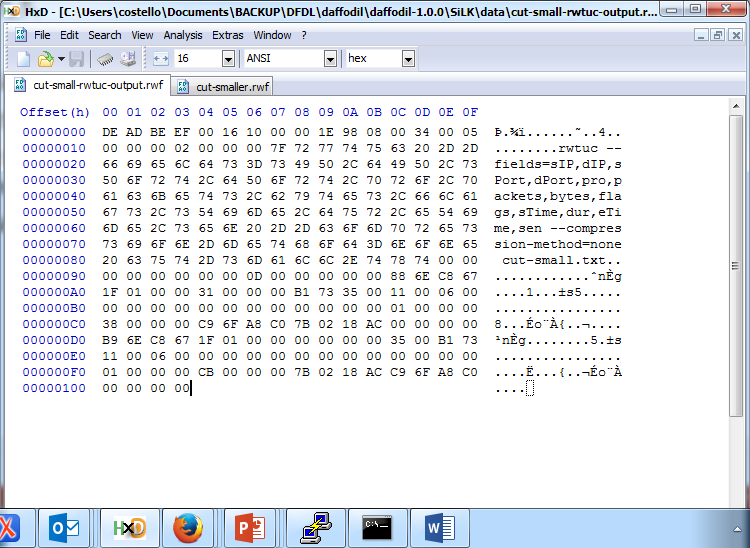 HxD - [C:\Users\costello\Documents\BACKUP\DFDL\daffodil\daffodil-1.0.0\SiLK\data\cut-small-rwtuc-output.r...
File Edit Search View Analysis Extras Window ?
16 ANSI hex
cut-small-rwtuc-output.rwf cut-smaller.rwf
Offset(h) 00 01 02 03 04 05 06 07 08 09 0A 0B 0C 0D 0E 0F
00000000 DE AD BE EF 00 16 10 00 00 1E 98 08 00 34 00 05 Þ.¾ï......˜..4..
00000010 00 00 00 02 00 00 00 7F 72 77 74 75 63 20 2D 2D ........rwtuc --
00000020 66 69 65 6C 64 73 3D 73 49 50 2C 64 49 50 2C 73 fields=sIP,dIP,s
00000030 50 6F 72 74 2C 64 50 6F 72 74 2C 70 72 6F 2C 70 Port,dPort,pro,p
00000040 61 63 6B 65 74 73 2C 62 79 74 65 73 2C 66 6C 61 ackets,bytes,fla
00000050 67 73 2C 73 54 69 6D 65 2C 64 75 72 2C 65 54 69 gs,sTime,dur,eTi
00000060 6D 65 2C 73 65 6E 20 2D 2D 63 6F 6D 70 72 65 73 me,sen --compres
00000070 73 69 6F 6E 2D 6D 65 74 68 6F 64 3D 6E 6F 6E 65 sion-method=none
00000080 20 63 75 74 2D 73 6D 61 6C 6C 2E 74 78 74 00 00 cut-small.txt..
00000090 00 00 00 00 00 00 0D 00 00 00 00 00 88 6E C8 67 ............ˆnÈg
000000A0 1F 01 00 00 31 00 00 00 B1 73 35 00 11 00 06 00 ....1...±s5.....
000000B0 00 00 00 00 00 00 00 00 00 00 00 00 01 00 00 00 ................
000000C0 38 00 00 00 C9 6F A8 C0 7B 02 18 AC 00 00 00 00 8...Éo¨À{..¬....
000000D0 B9 6E C8 67 1F 01 00 00 00 00 00 00 35 00 B1 73 ¹nÈg........5.±s
000000E0 11 00 06 00 00 00 00 00 00 00 00 00 00 00 00 00 ................
000000F0 01 00 00 00 CB 00 00 00 7B 02 18 AC C9 6F A8 C0 ....Ë...{..¬Éo¨À
00000100 00 00 00 00 ....